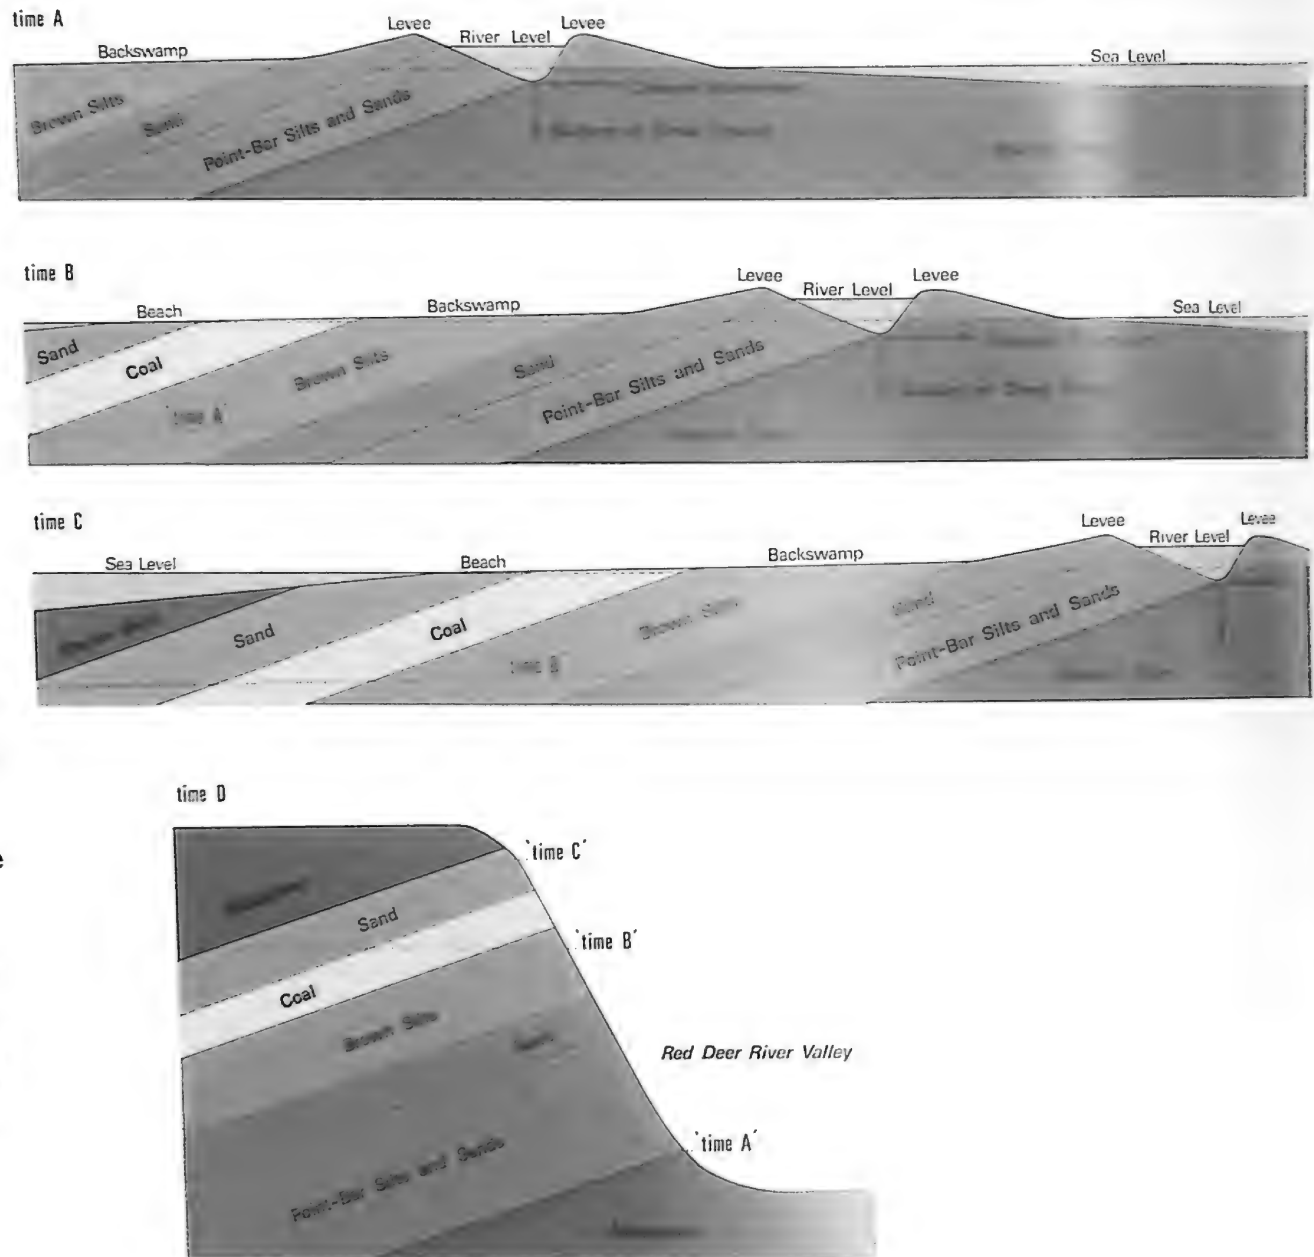 time A
Levee
Levee
River Level
Backswamp
Sea Level
Brown Silts
Sand
Point-Bar Silts and Sands
time B
Levee
Levee
River Level
Beach
Backswamp
Sea Level
Sand
Coal
Brown Silts
Sand
Point-Bar Silts and Sands
'time A'
time C
Levee
Levee
River Level
Sea Level
Beach
Backswamp
Sand
Coal
Brown Silts
Sand
Point-Bar Silts and Sands
'time B'
time D
e
'time C'
Sand
'time B'
Coal
Brown Silts
Sand
Red Deer River Valley
'time A'
Point-Bar Silts and Sands